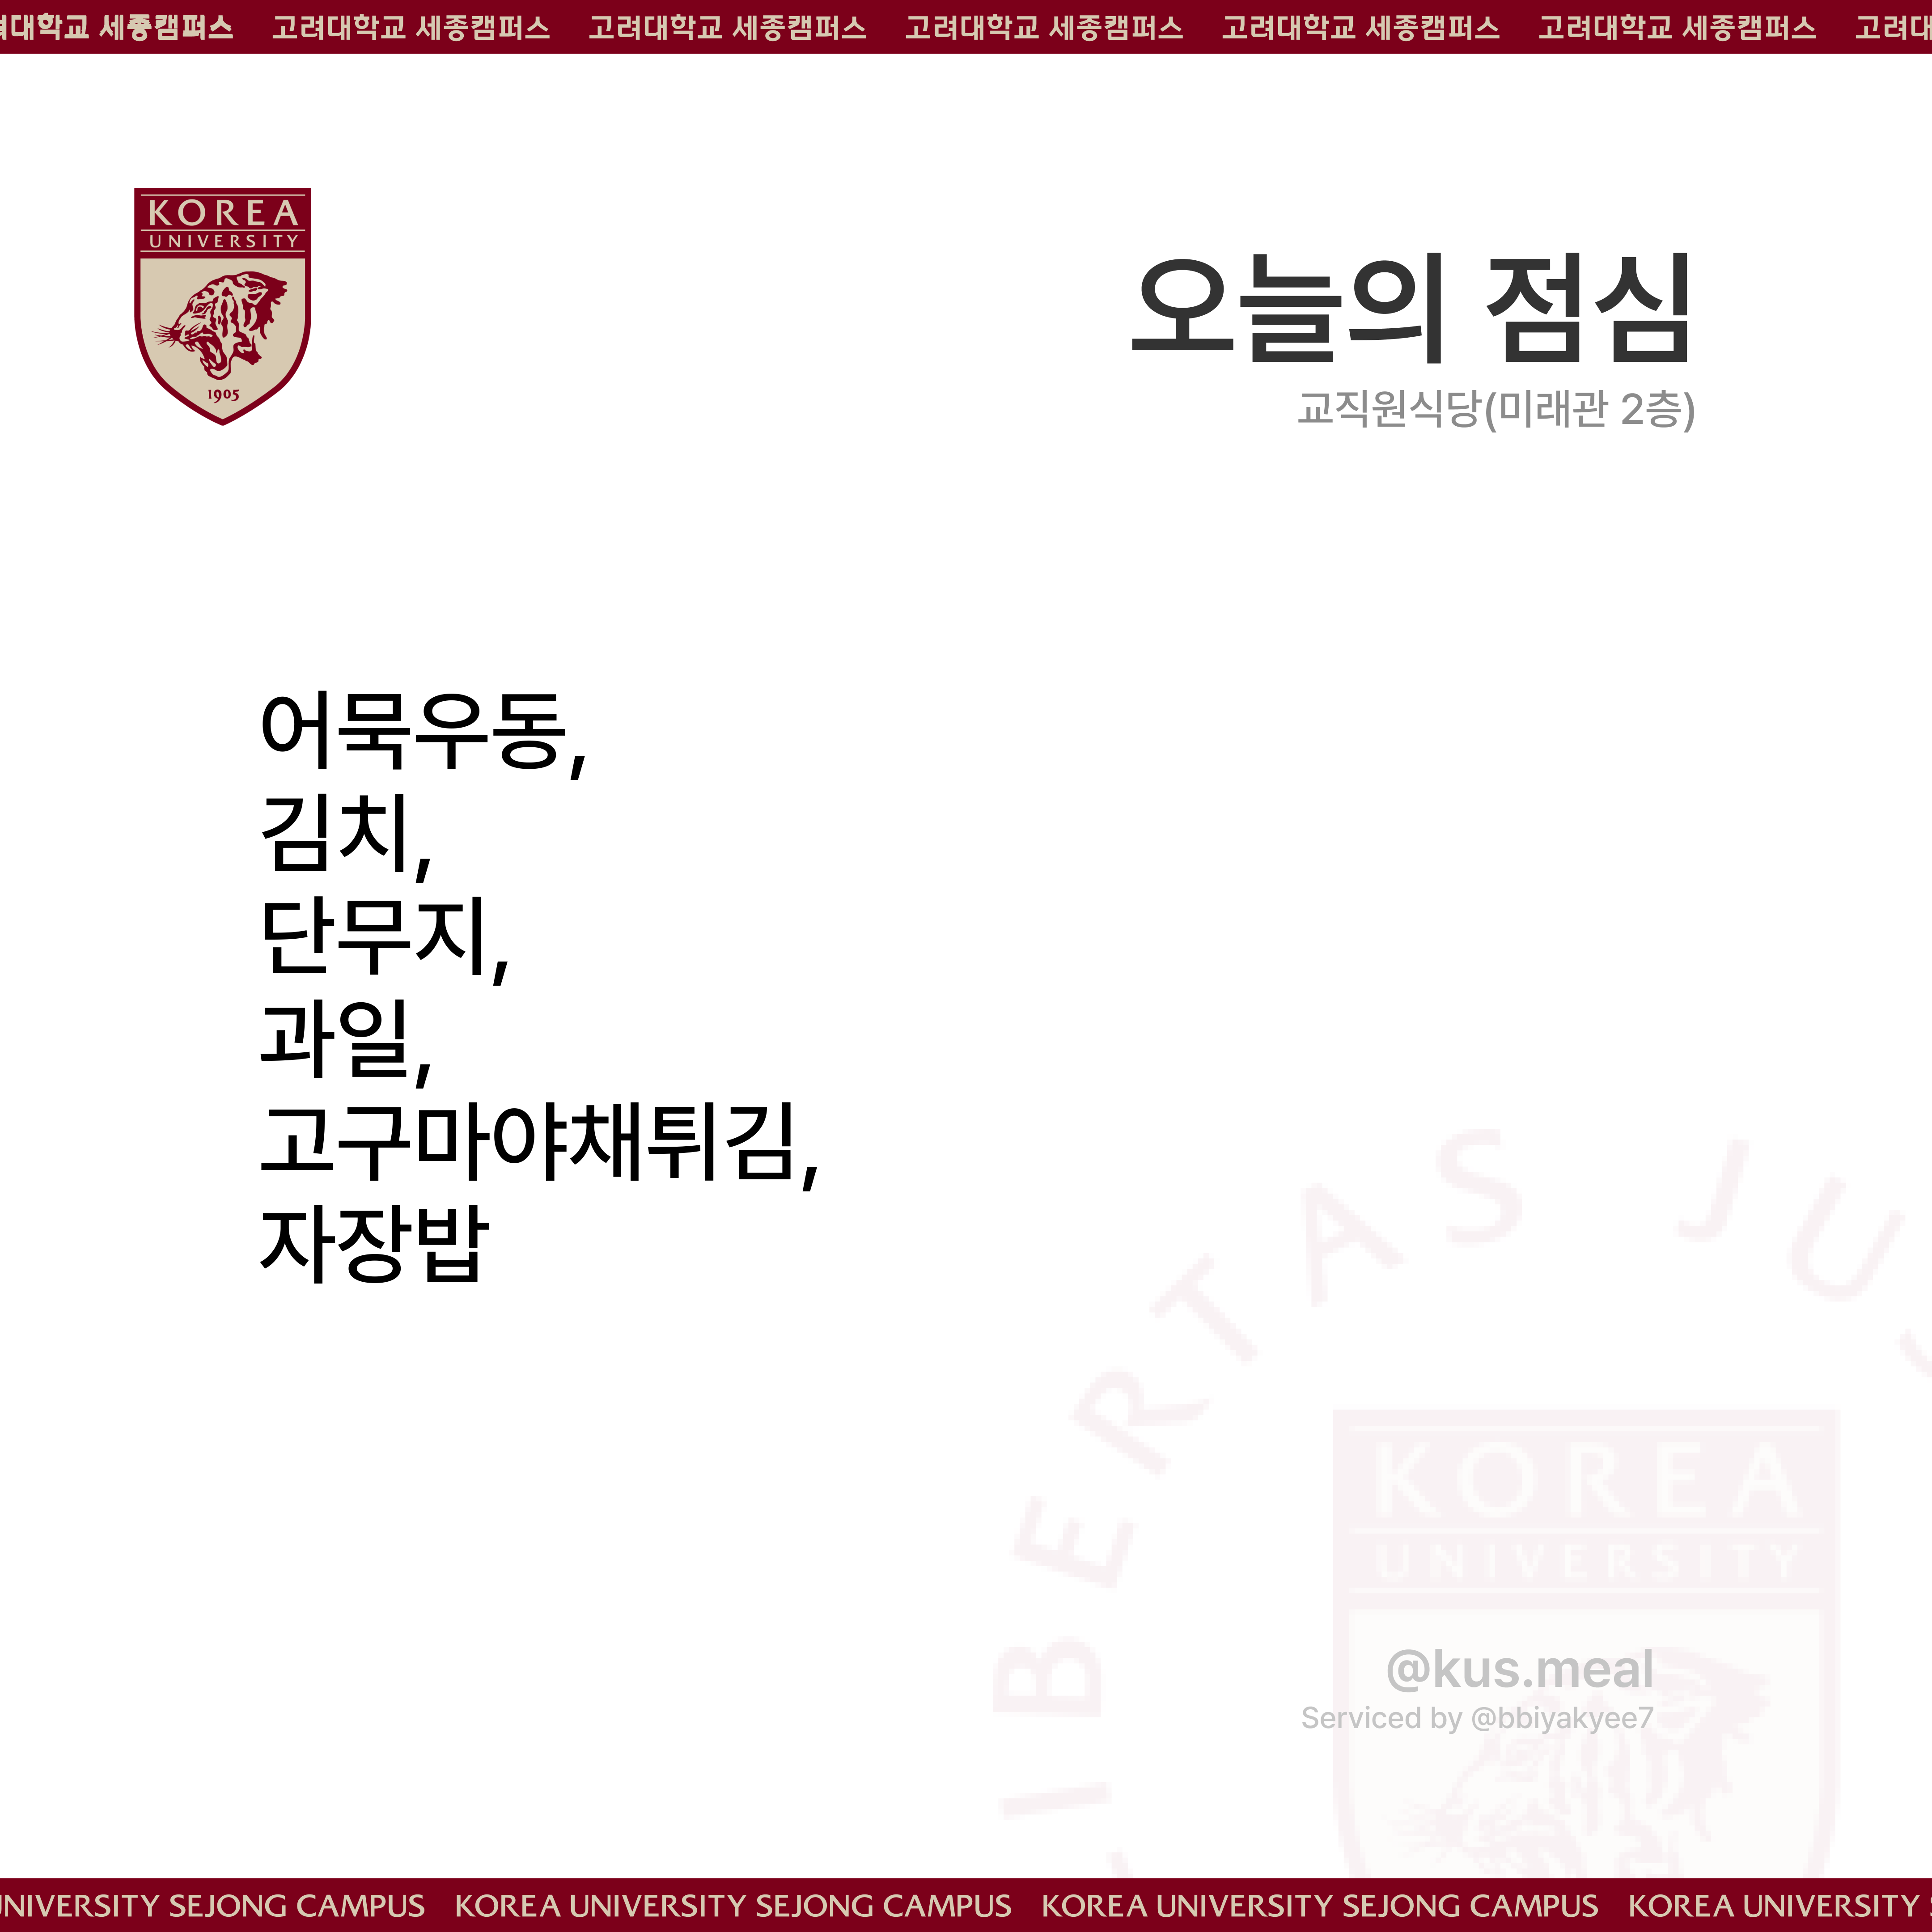 대학교 세종캠퍼스 고려대학교 세종캠퍼스 고려대학교 세종캠퍼스 고려대학교 세종캠퍼스 고려대학교 세종캠퍼스 고려대학교 세종캠퍼스 고려대
KOREA
UNIVERSITY
1905
오늘의 점심
교직원식당(미래관 2층)
어묵우동,
김치,
단무지,
과일,
고구마야채튀김,
자장밥
IBERTAS JU
KOREA
UNIVERSITY
@kus.meal
Serviced by @bbiyakyee7
UNIVERSITY SEJONG CAMPUS KOREA UNIVERSITY SEJONG CAMPUS KOREA UNIVERSITY SEJONG CAMPUS KOREA UNIVERSITY